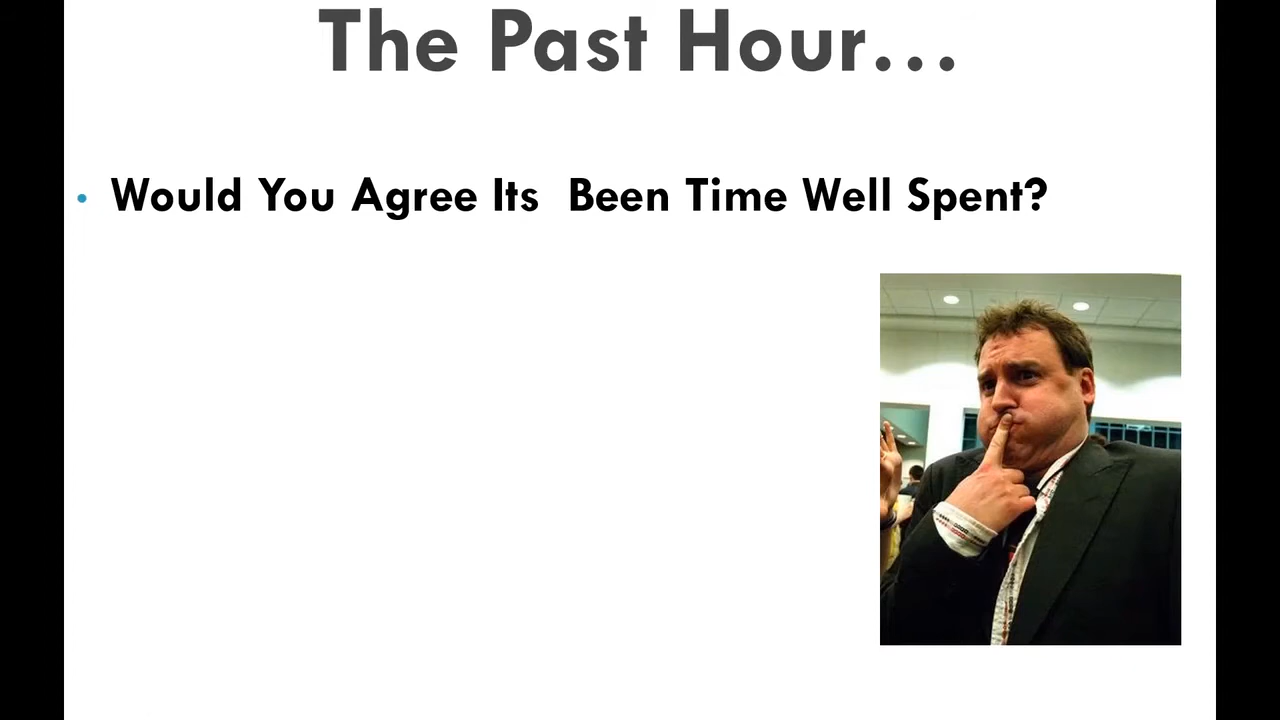 The Past Hour...
• Would You Agree Its  Been Time Well Spent?